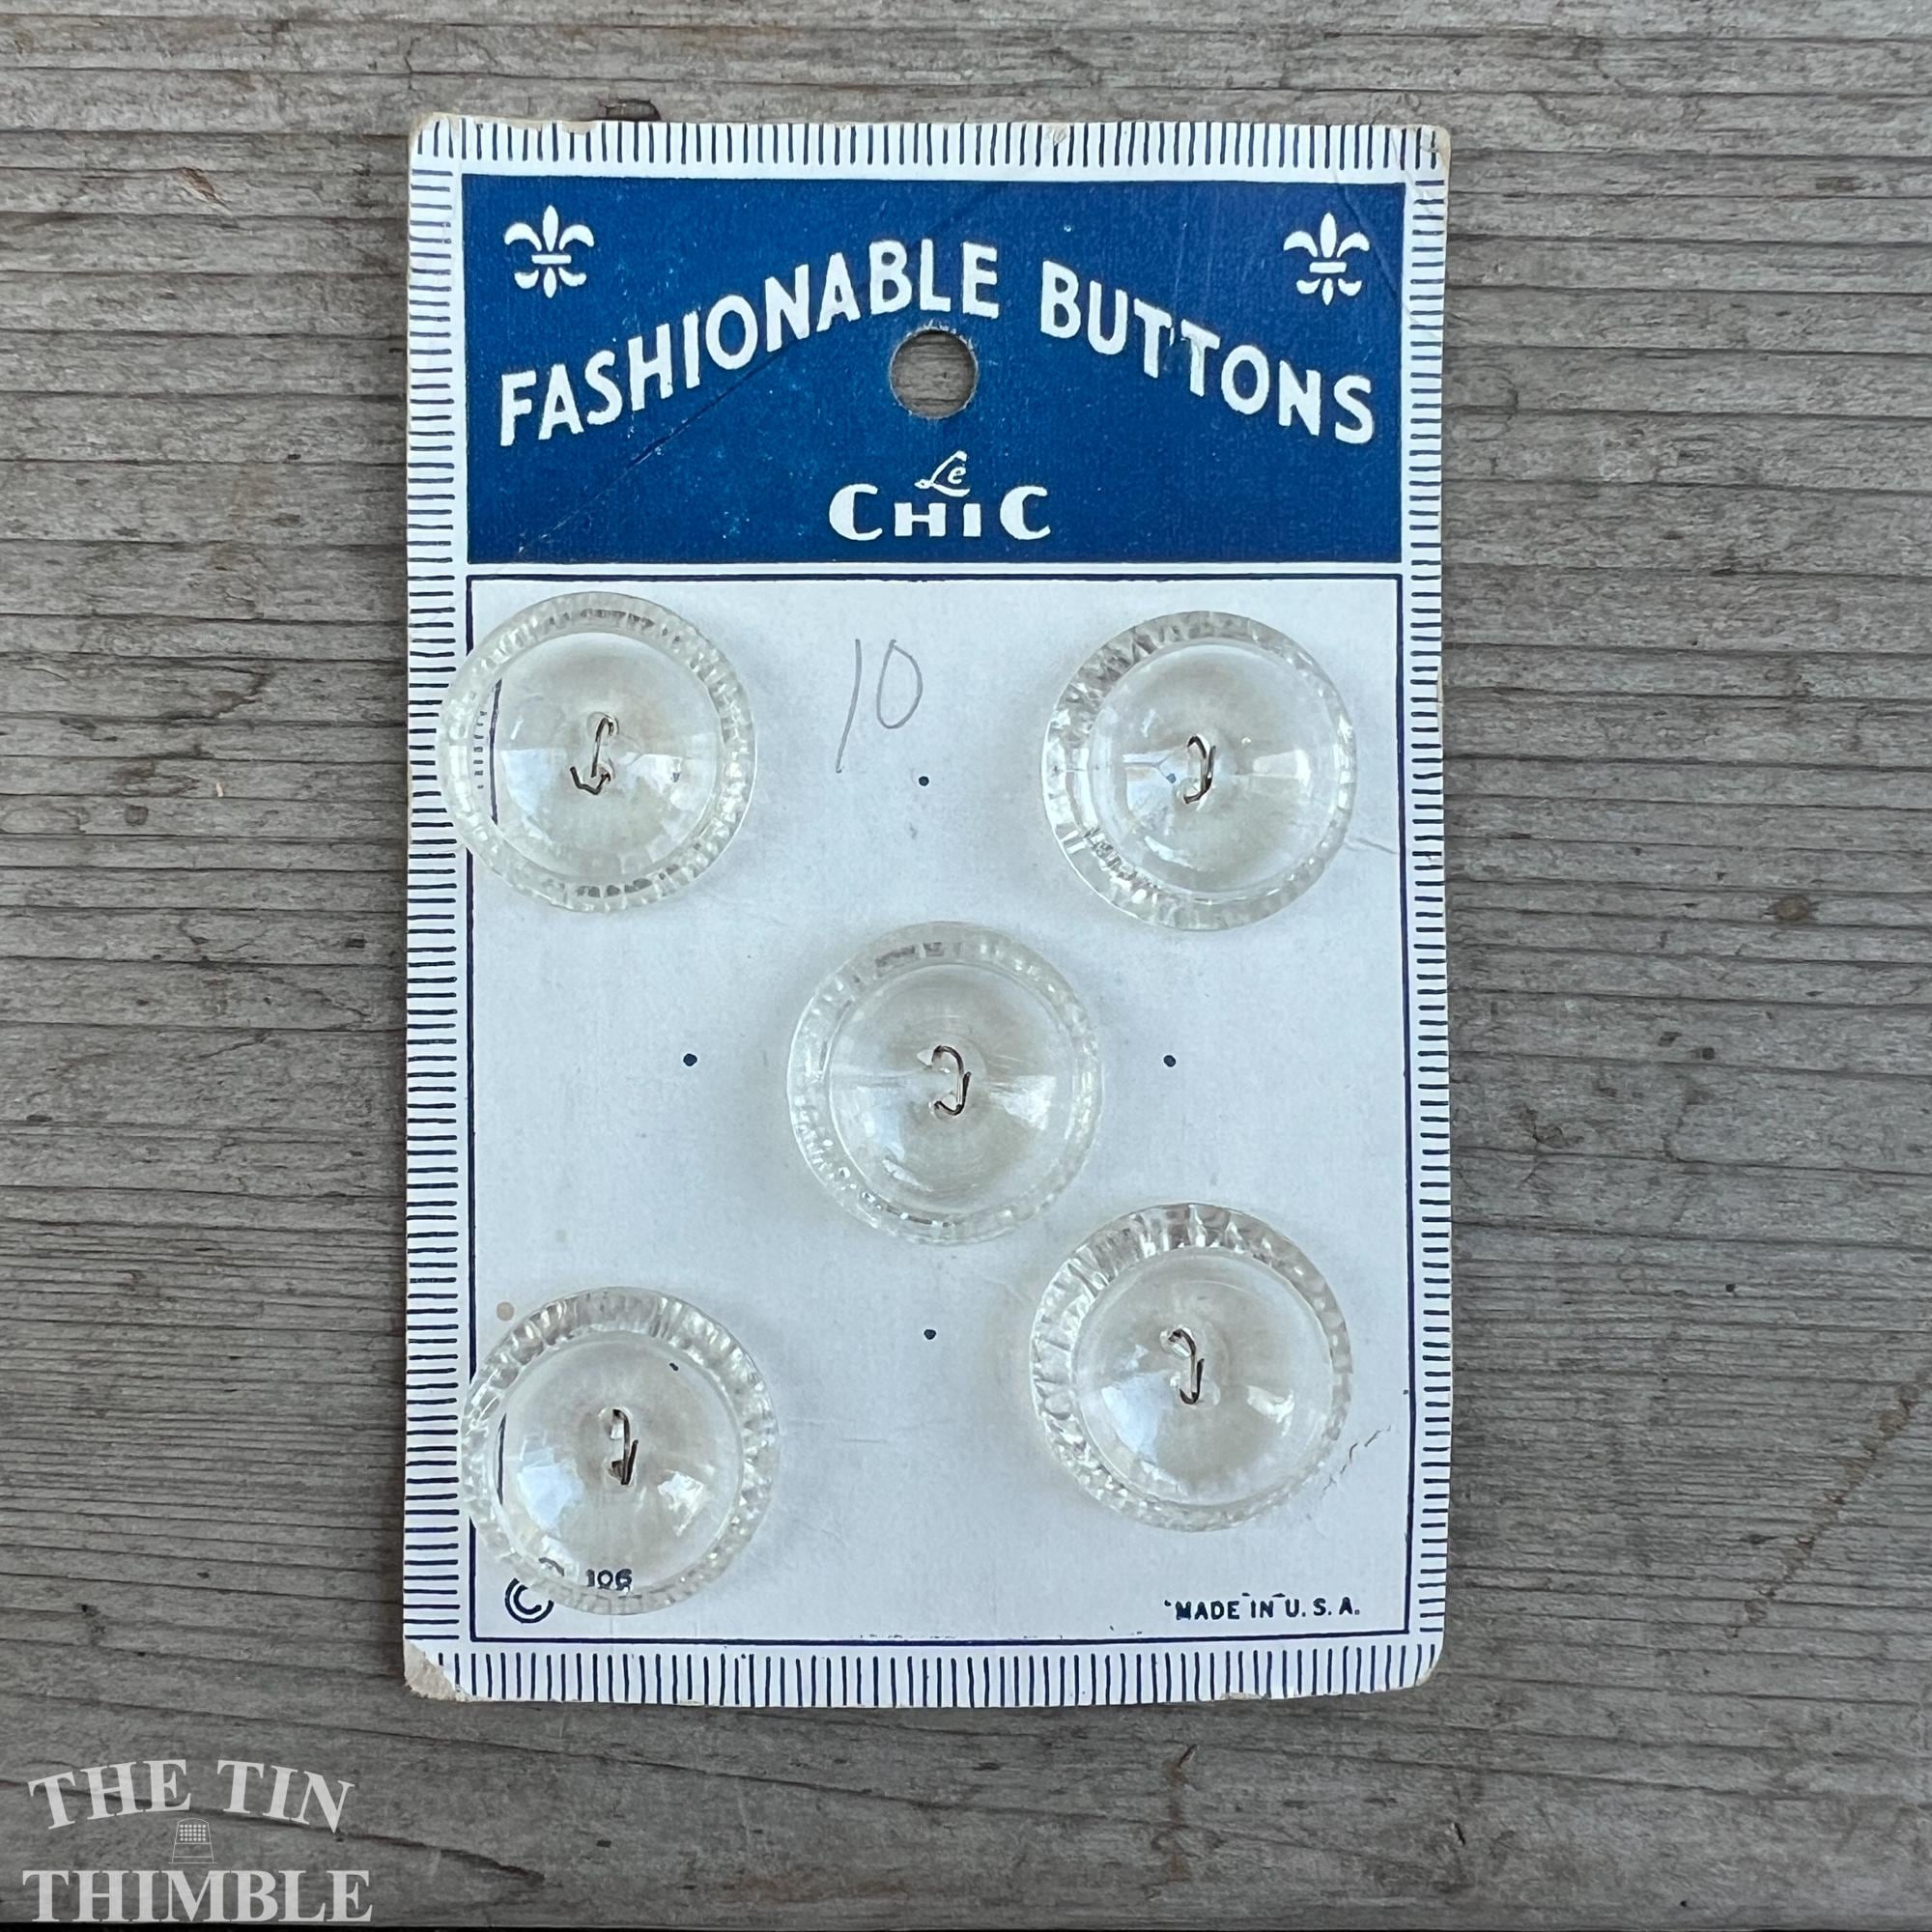 FASHIONABLE BUTTONS
Le
CHIC
10
© 106
MADE IN U.S.A.
THE TIN
THIMBLE